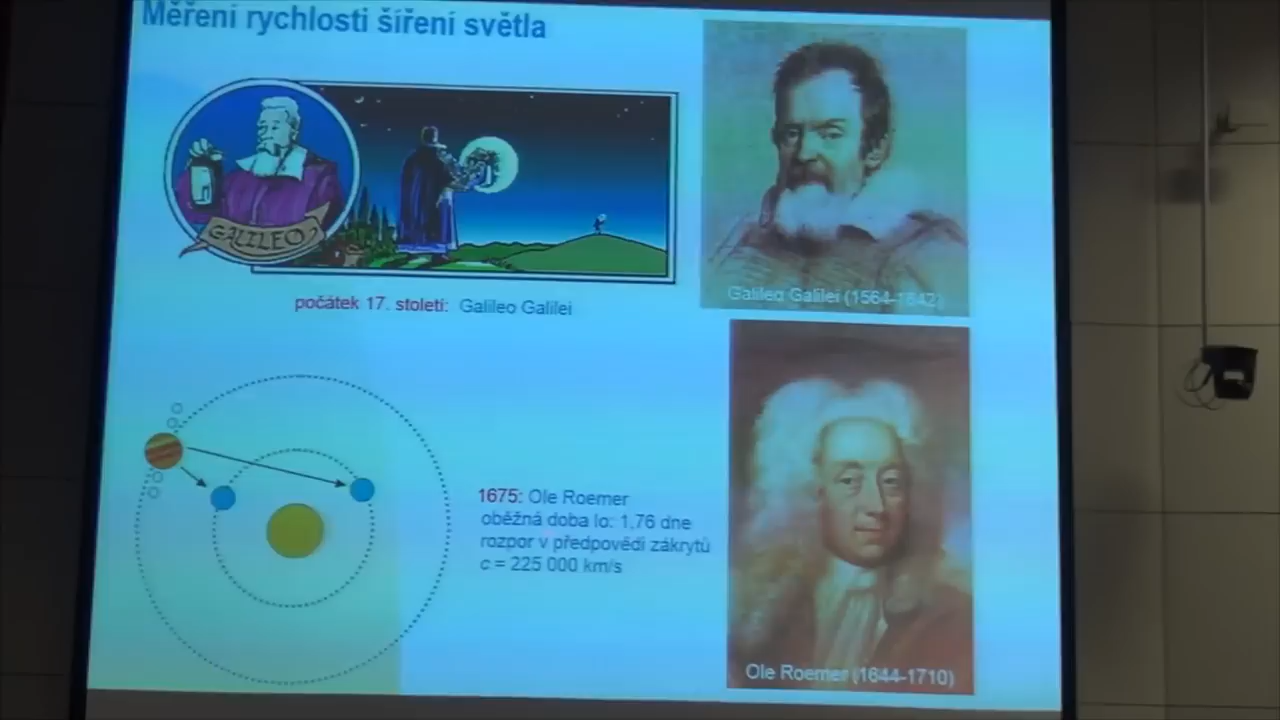 Měření rychlosti šíření světla
GALILEO
Galileo Galilei (1564-1642)
počátek 17. století: Galileo Galilei
1675: Ole Roemer
oběžná doba Io: 1,76 dne
rozpor v předpovědi zákrytů
c = 225 000 km/s
Ole Roemer (1644-1710)